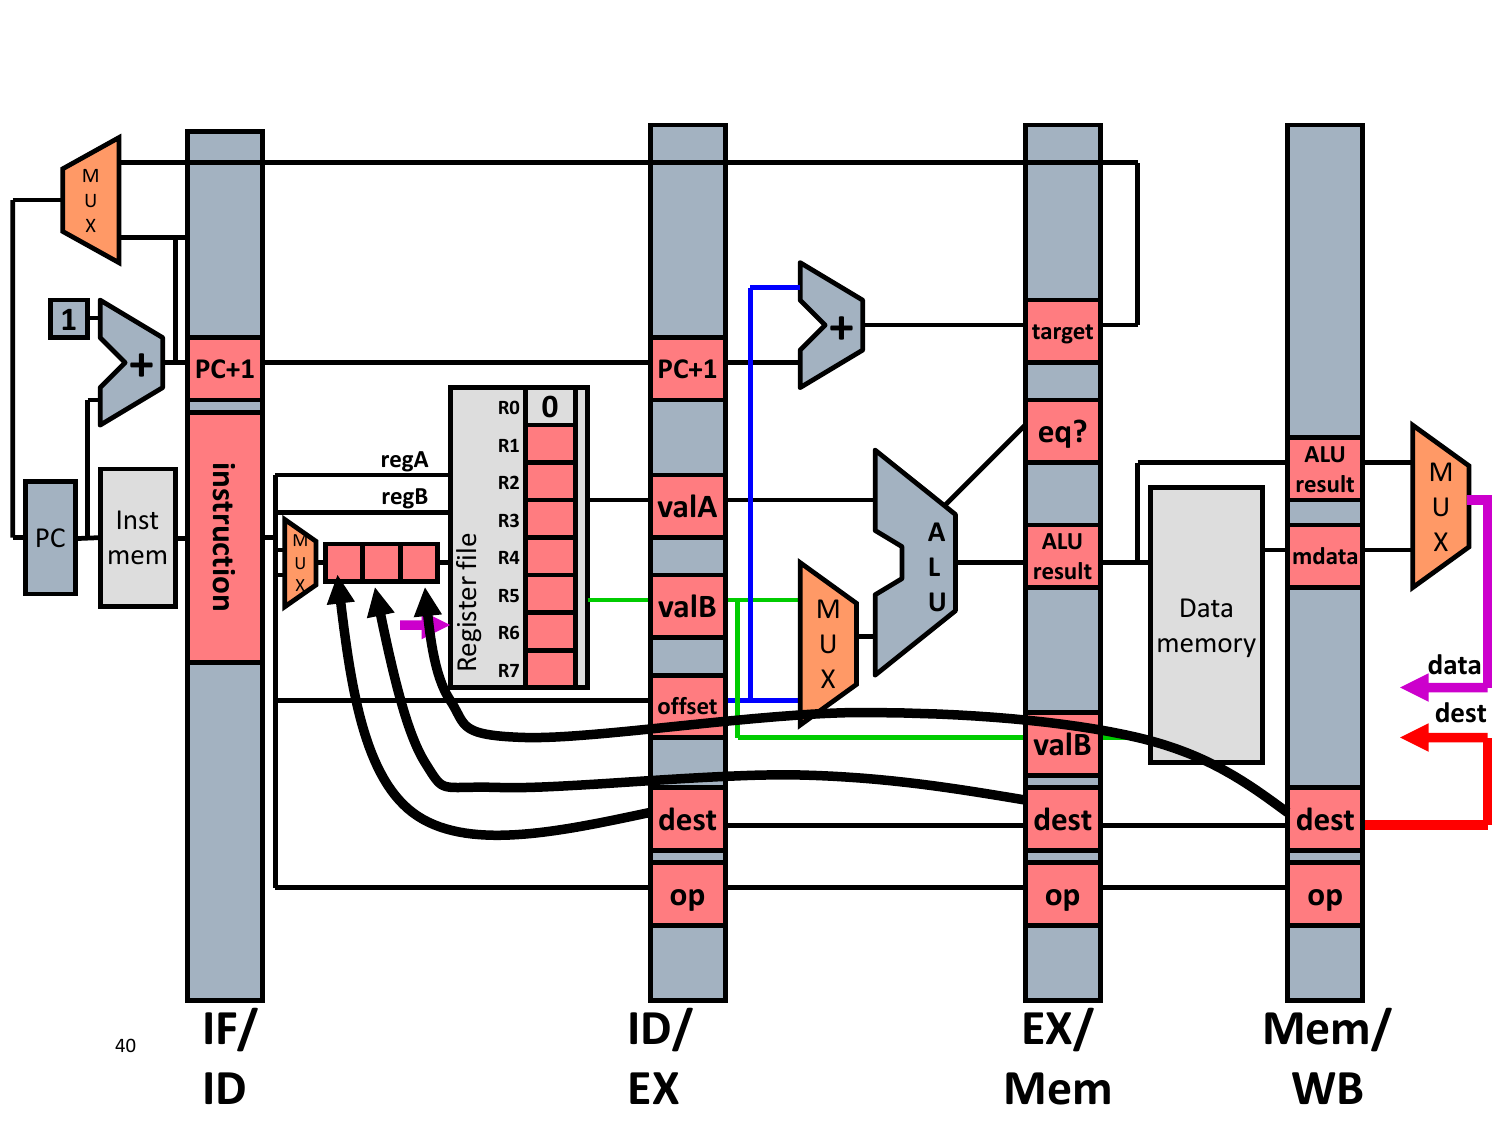 M
U
X
1
+
PC+1
PC+1
+
target
R0
0
R1
R2
R3
R4
R5
R6
R7
Register file
regA
regB
instruction
PC
Inst
mem
M
U
X
valA
valB
offset
dest
op
M
U
X
A
L
U
eq?
ALU
result
valB
dest
op
Data
memory
ALU
result
mdata
dest
op
M
U
X
data
dest
IF/
ID
ID/
EX
EX/
Mem
Mem/
WB
40